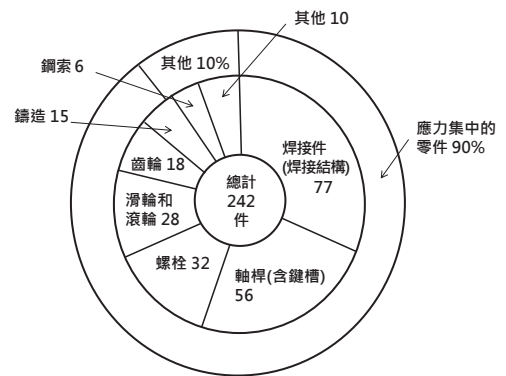 其他 10
鋼索 6
其他 10%
鑄造 15
應力集中的
零件 90%
焊接件
(焊接結構)
77
齒輪 18
總計
242
件
滑輪和
滾輪 28
螺栓 32
軸桿(含鍵槽)
56